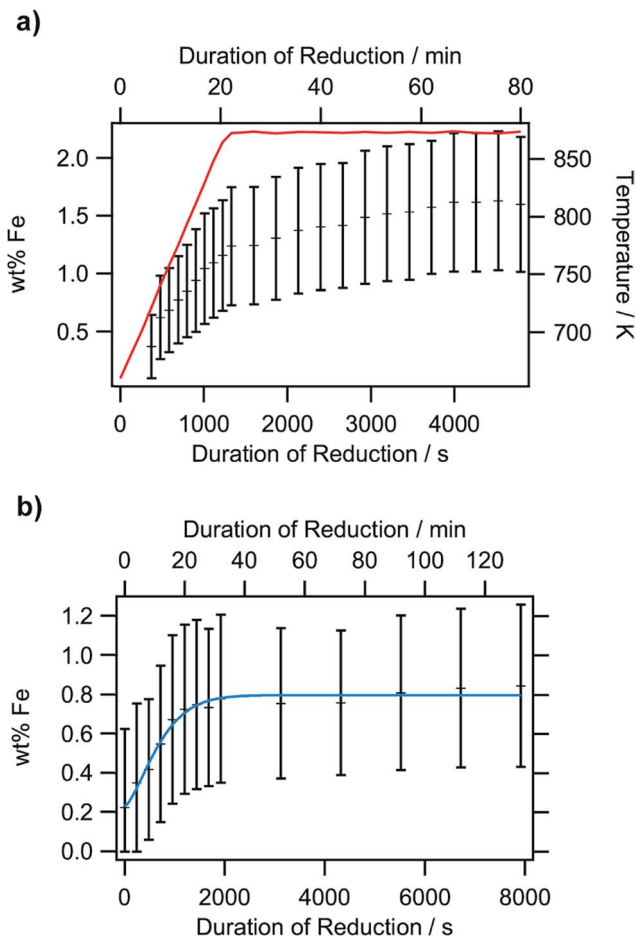 a)
Duration of Reduction / min
0 20 40 60 80
2.0
1.5
1.0
0.5
wt% Fe
850
800
750
700
Temperature / K
0 1000 2000 3000 4000
Duration of Reduction / s
b)
Duration of Reduction / min
0 20 40 60 80 100 120
1.2
1.0
0.8
0.6
0.4
0.2
0.0
wt% Fe
0 2000 4000 6000 8000
Duration of Reduction / s